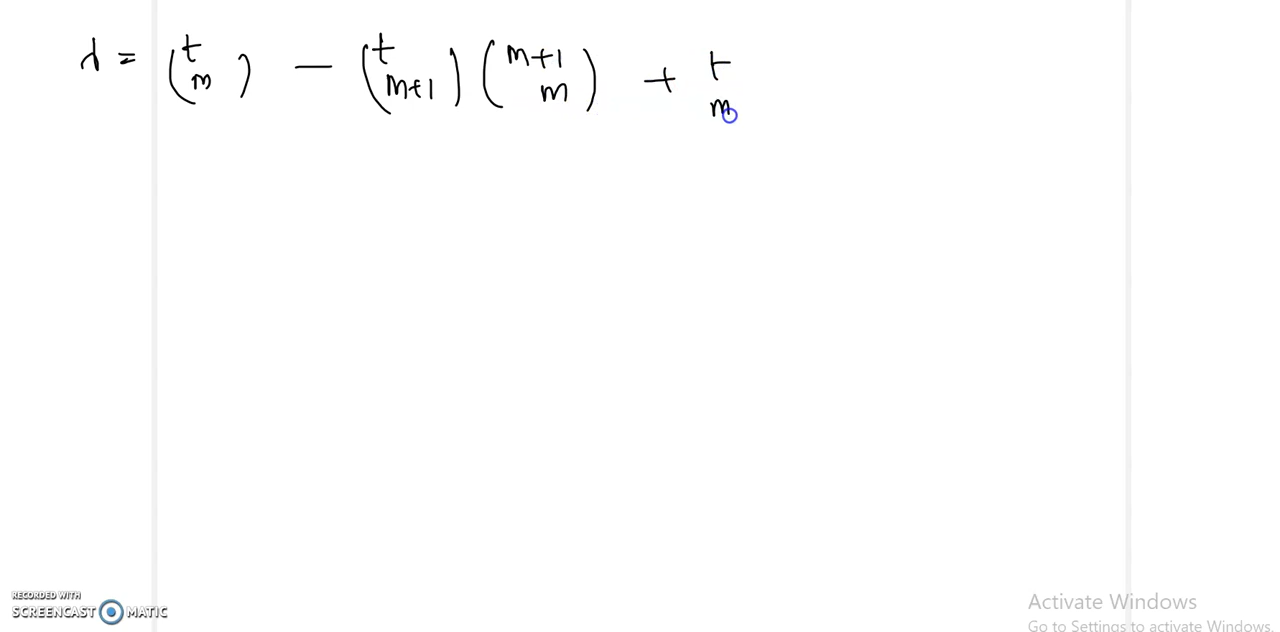 λ = (t m) - (t m+1) (m+1 m) + t m
RECORDED WITH
SCREENCAST MATIC
Activate Windows
Go to Settings to activate Windows.